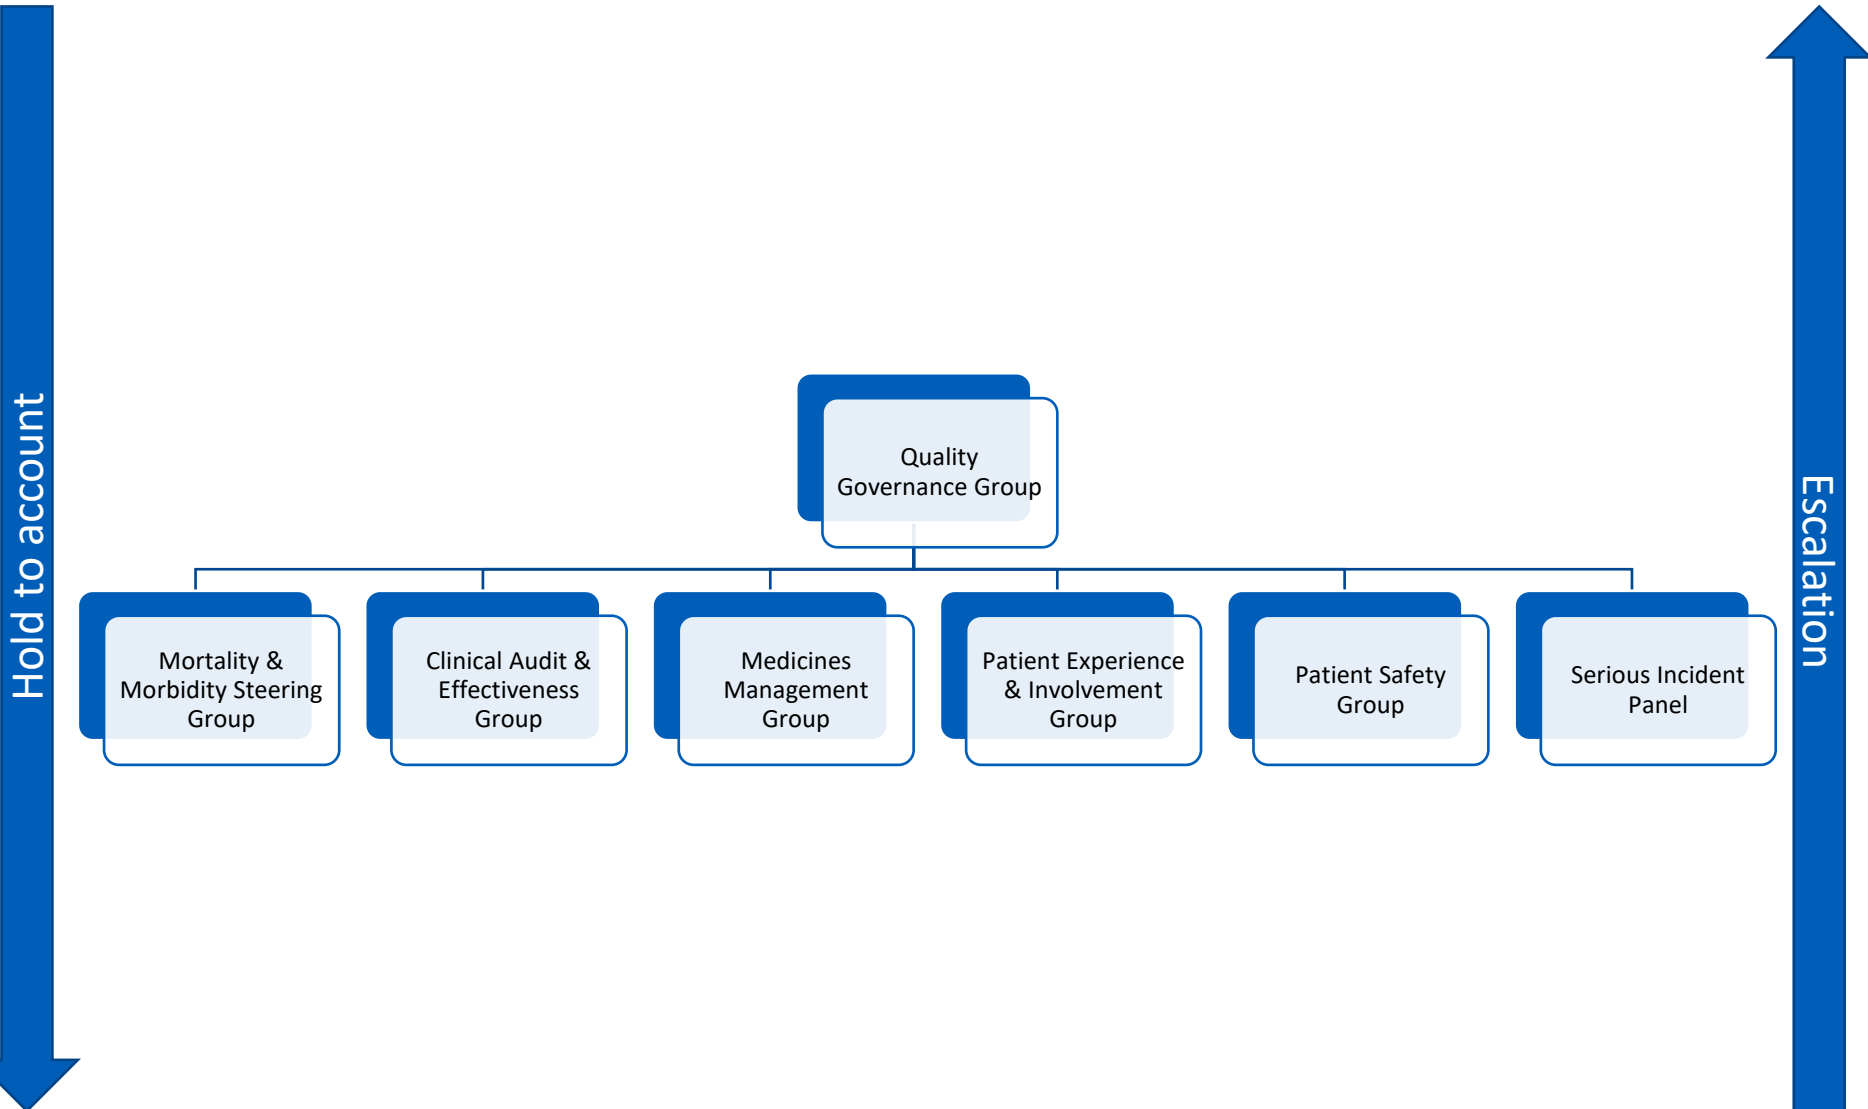 Hold to account
Quality
Governance Group
Mortality &
Morbidity Steering
Group
Clinical Audit &
Effectiveness
Group
Medicines
Management
Group
Patient Experience
& Involvement
Group
Patient Safety
Group
Serious Incident
Panel
Escalation